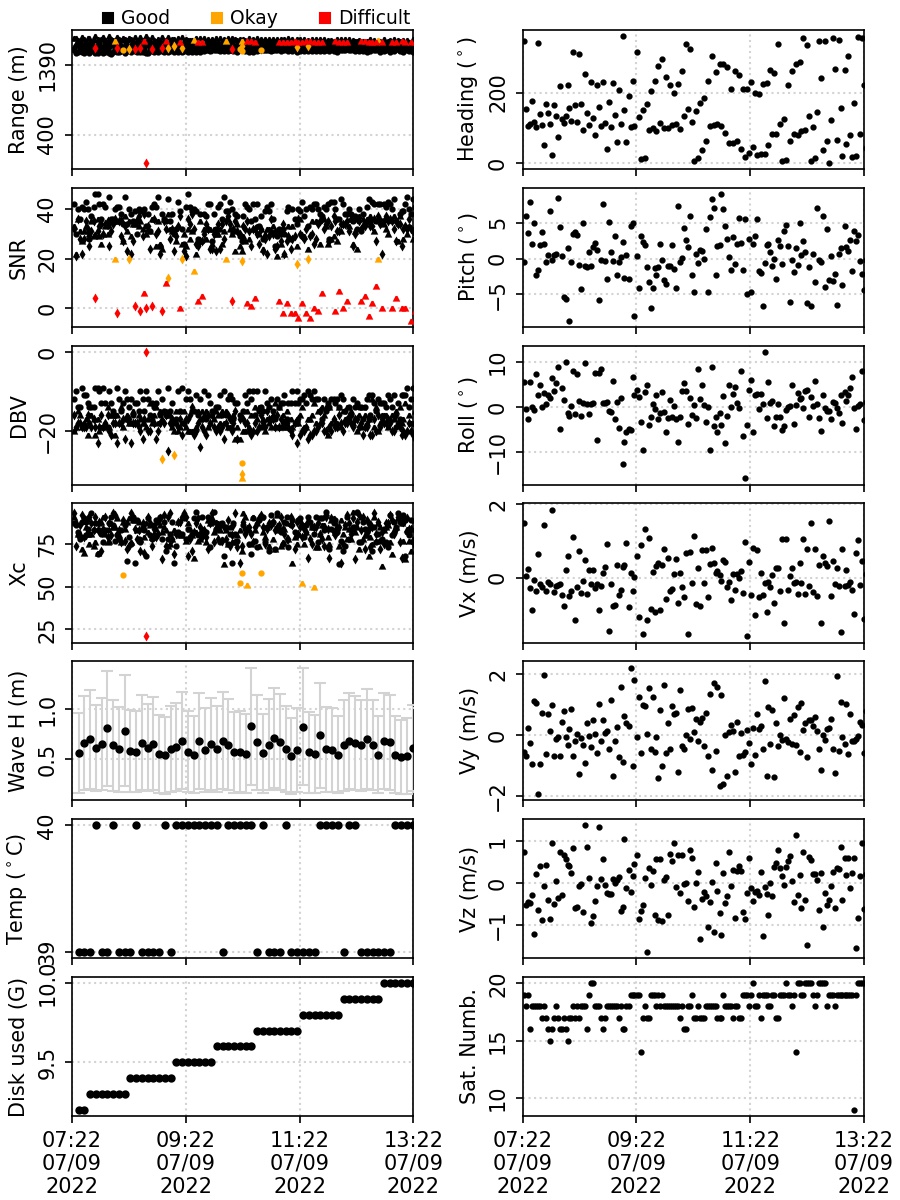 Good Okay Difficult
Range (m)
1390
400
Heading (°)
200
0
SNR
40
20
0
Pitch (°)
5
0
−5
DBV
0
−20
Roll (°)
10
0
−10
Xc
75
50
25
Vx (m/s)
2
0
Wave H (m)
1.0
0.5
Vy (m/s)
2
0
−2
Temp (°C)
40
039
Vz (m/s)
1
0
−1
Disk used (G)
10.
9.5
Sat. Numb.
20
15
10
07:22 09:22 11:22 13:22
07/09 07/09 07/09 07/09
2022 2022 2022 2022
07:22 09:22 11:22 13:22
07/09 07/09 07/09 07/09
2022 2022 2022 2022